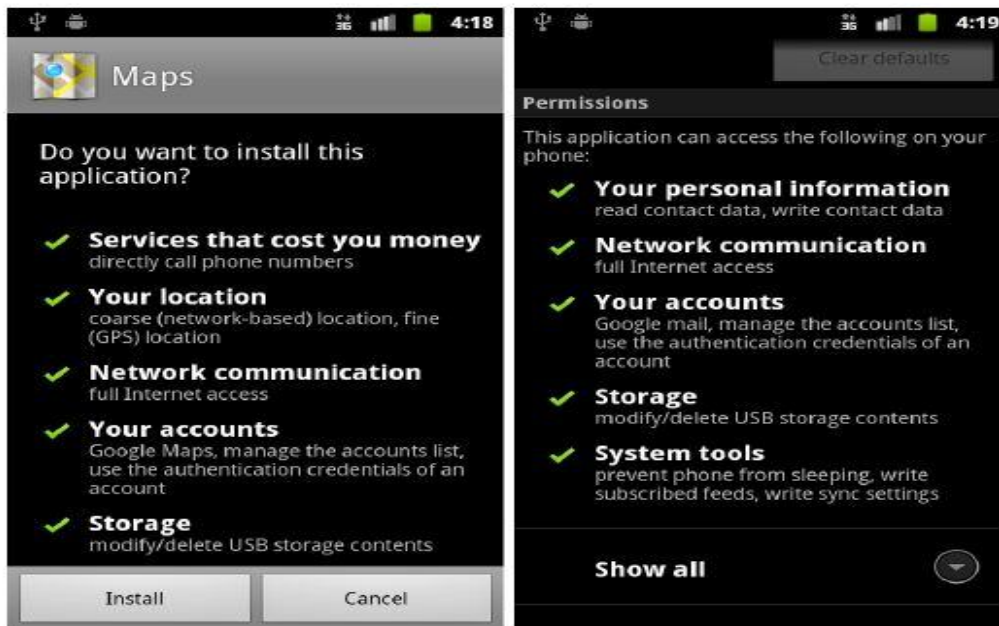 3G 4:18
Maps
Do you want to install this
application?
Services that cost you money
directly call phone numbers
Your location
coarse (network-based) location, fine
(GPS) location
Network communication
full Internet access
Your accounts
Google Maps, manage the accounts list,
use the authentication credentials of an
account
Storage
modify/delete USB storage contents
Install Cancel
3G 4:19
Clear defaults
Permissions
This application can access the following on your
phone:
Your personal information
read contact data, write contact data
Network communication
full Internet access
Your accounts
Google mail, manage the accounts list,
use the authentication credentials of an
account
Storage
modify/delete USB storage contents
System tools
prevent phone from sleeping, write
subscribed feeds, write sync settings
Show all